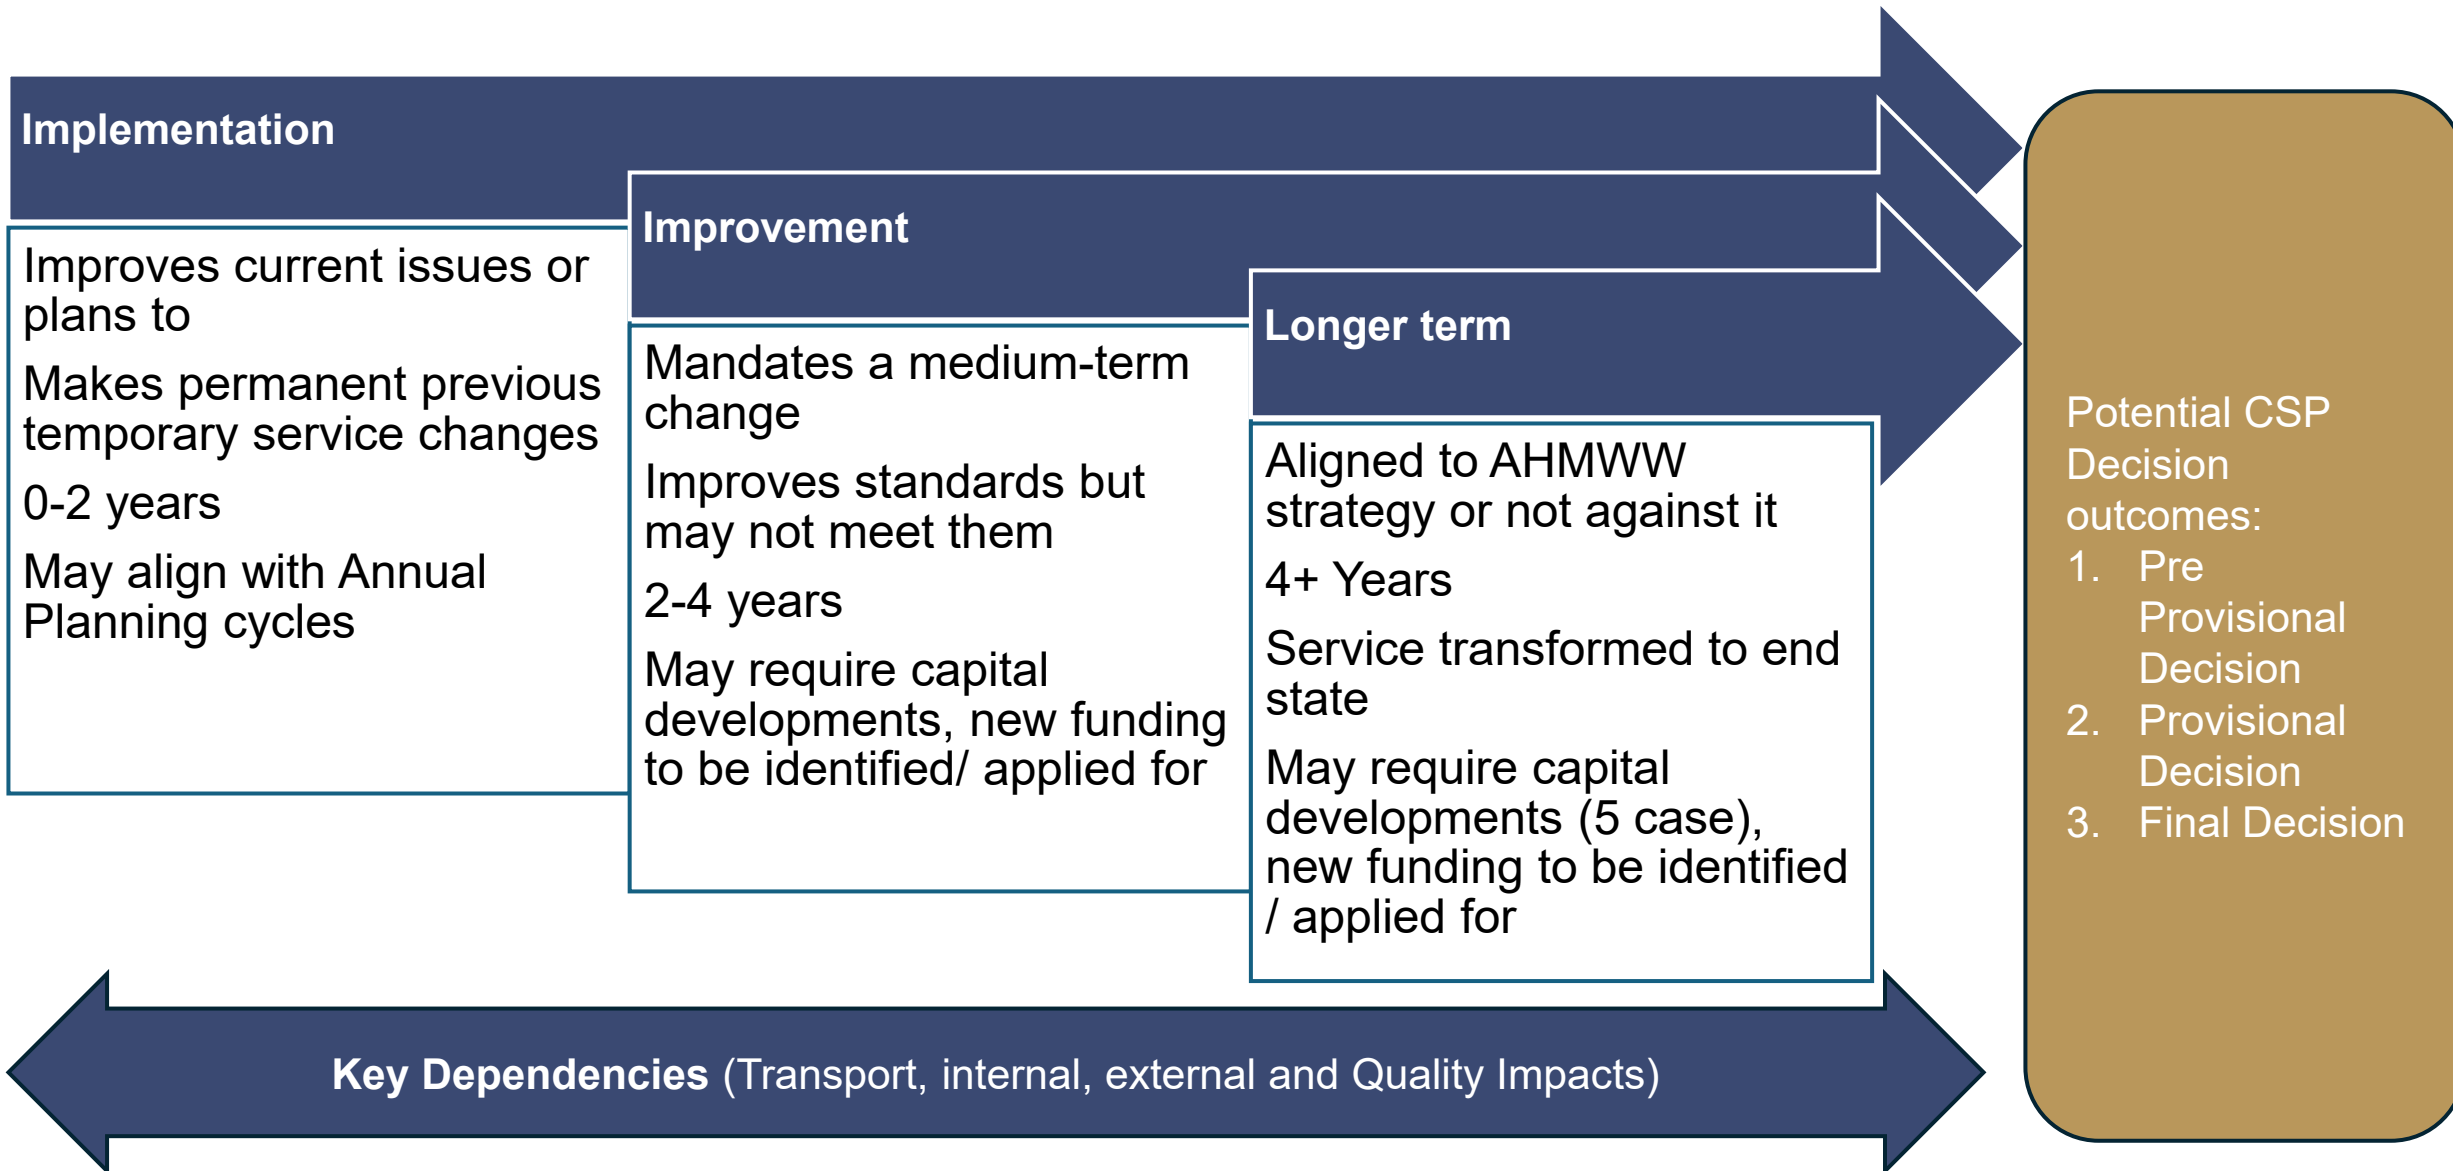 Implementation
Improves current issues or
plans to
Makes permanent previous
temporary service changes
0-2 years
May align with Annual
Planning cycles
Improvement
Mandates a medium-term
change
Improves standards but
may not meet them
2-4 years
May require capital
developments, new funding
to be identified/ applied for
Longer term
Aligned to AHMWW
strategy or not against it
4+ Years
Service transformed to end
state
May require capital
developments (5 case),
new funding to be identified
/ applied for
Key Dependencies (Transport, internal, external and Quality Impacts)
Potential CSP
Decision
outcomes:
1. Pre
Provisional
Decision
2. Provisional
Decision
3. Final Decision